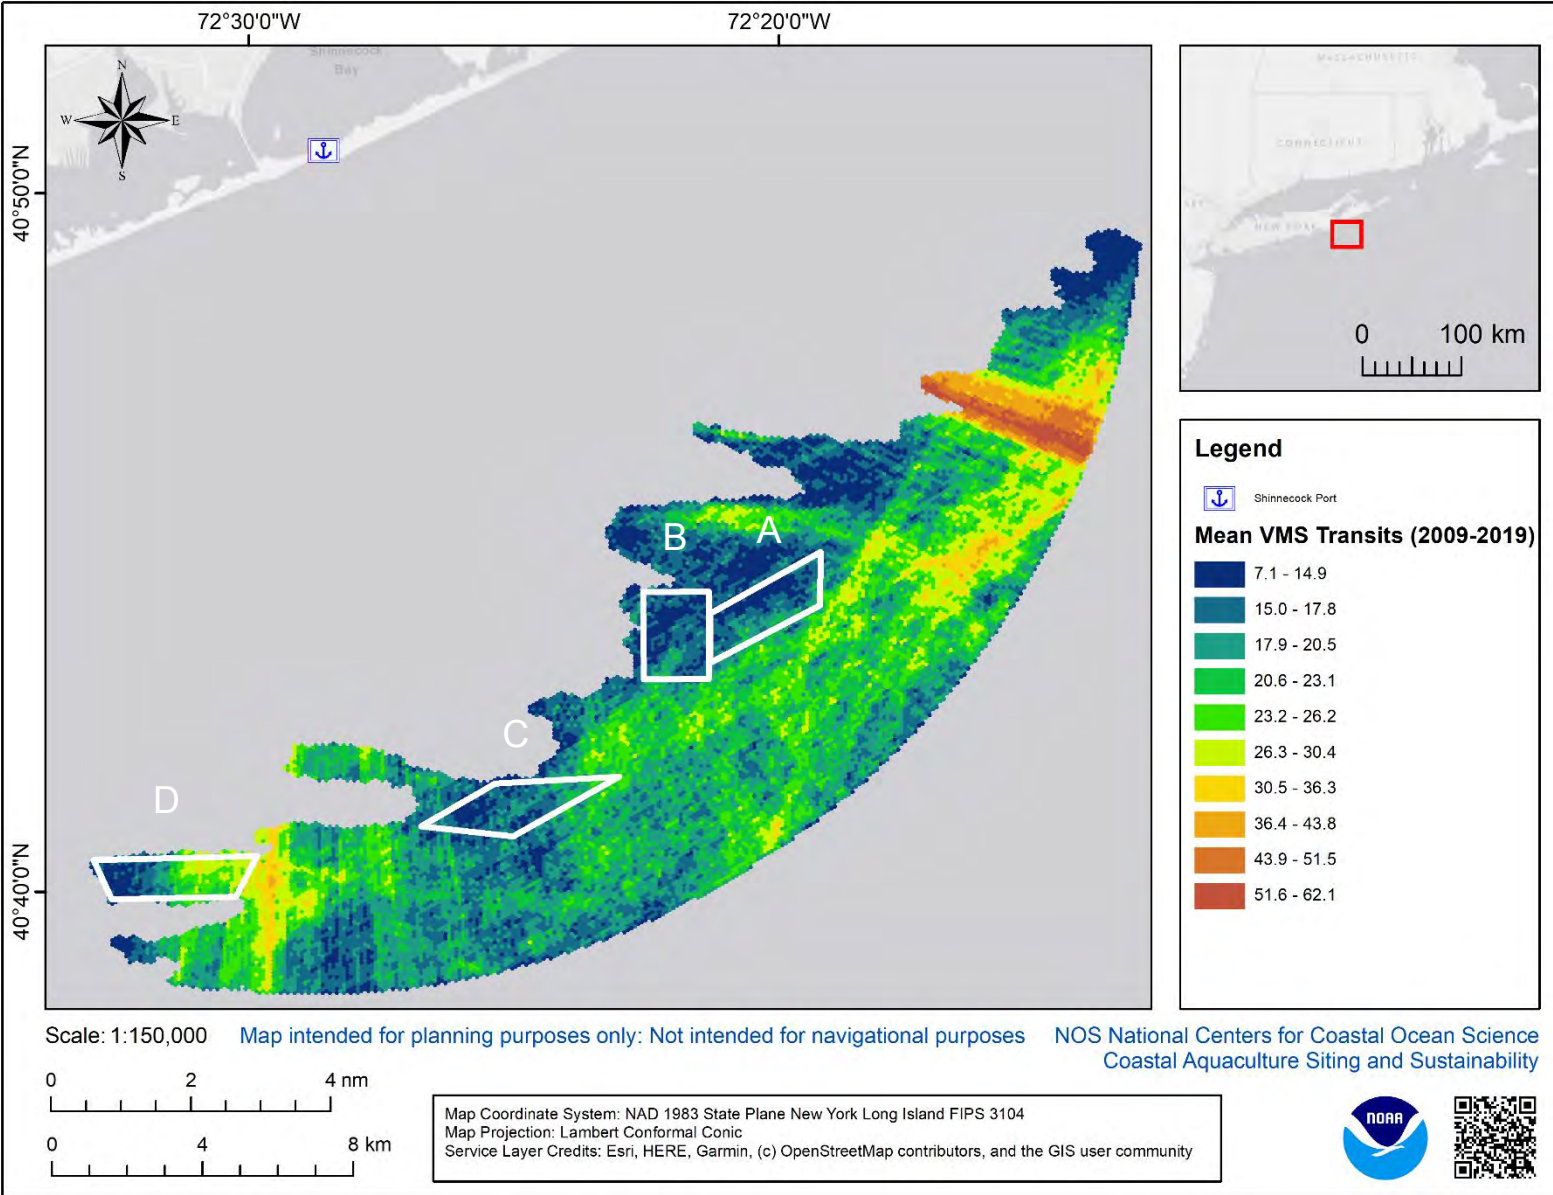 72°30'0"W
72°20'0"W
Shinnecock
Bay
N
W
E
S
40°50'0"N
40°40'0"N
B
A
C
D
MASSACHUSETTS
CONNECTICUT
NEW YORK
0 100 km
Legend
Shinnecock Port
Mean VMS Transits (2009-2019)
7.1 - 14.9
15.0 - 17.8
17.9 - 20.5
20.6 - 23.1
23.2 - 26.2
26.3 - 30.4
30.5 - 36.3
36.4 - 43.8
43.9 - 51.5
51.6 - 62.1
Scale: 1:150,000
Map intended for planning purposes only: Not intended for navigational purposes
NOS National Centers for Coastal Ocean Science
Coastal Aquaculture Siting and Sustainability
0 2 4 nm
0 4 8 km
Map Coordinate System: NAD 1983 State Plane New York Long Island FIPS 3104
Map Projection: Lambert Conformal Conic
Service Layer Credits: Esri, HERE, Garmin, (c) OpenStreetMap contributors, and the GIS user community
NOAA